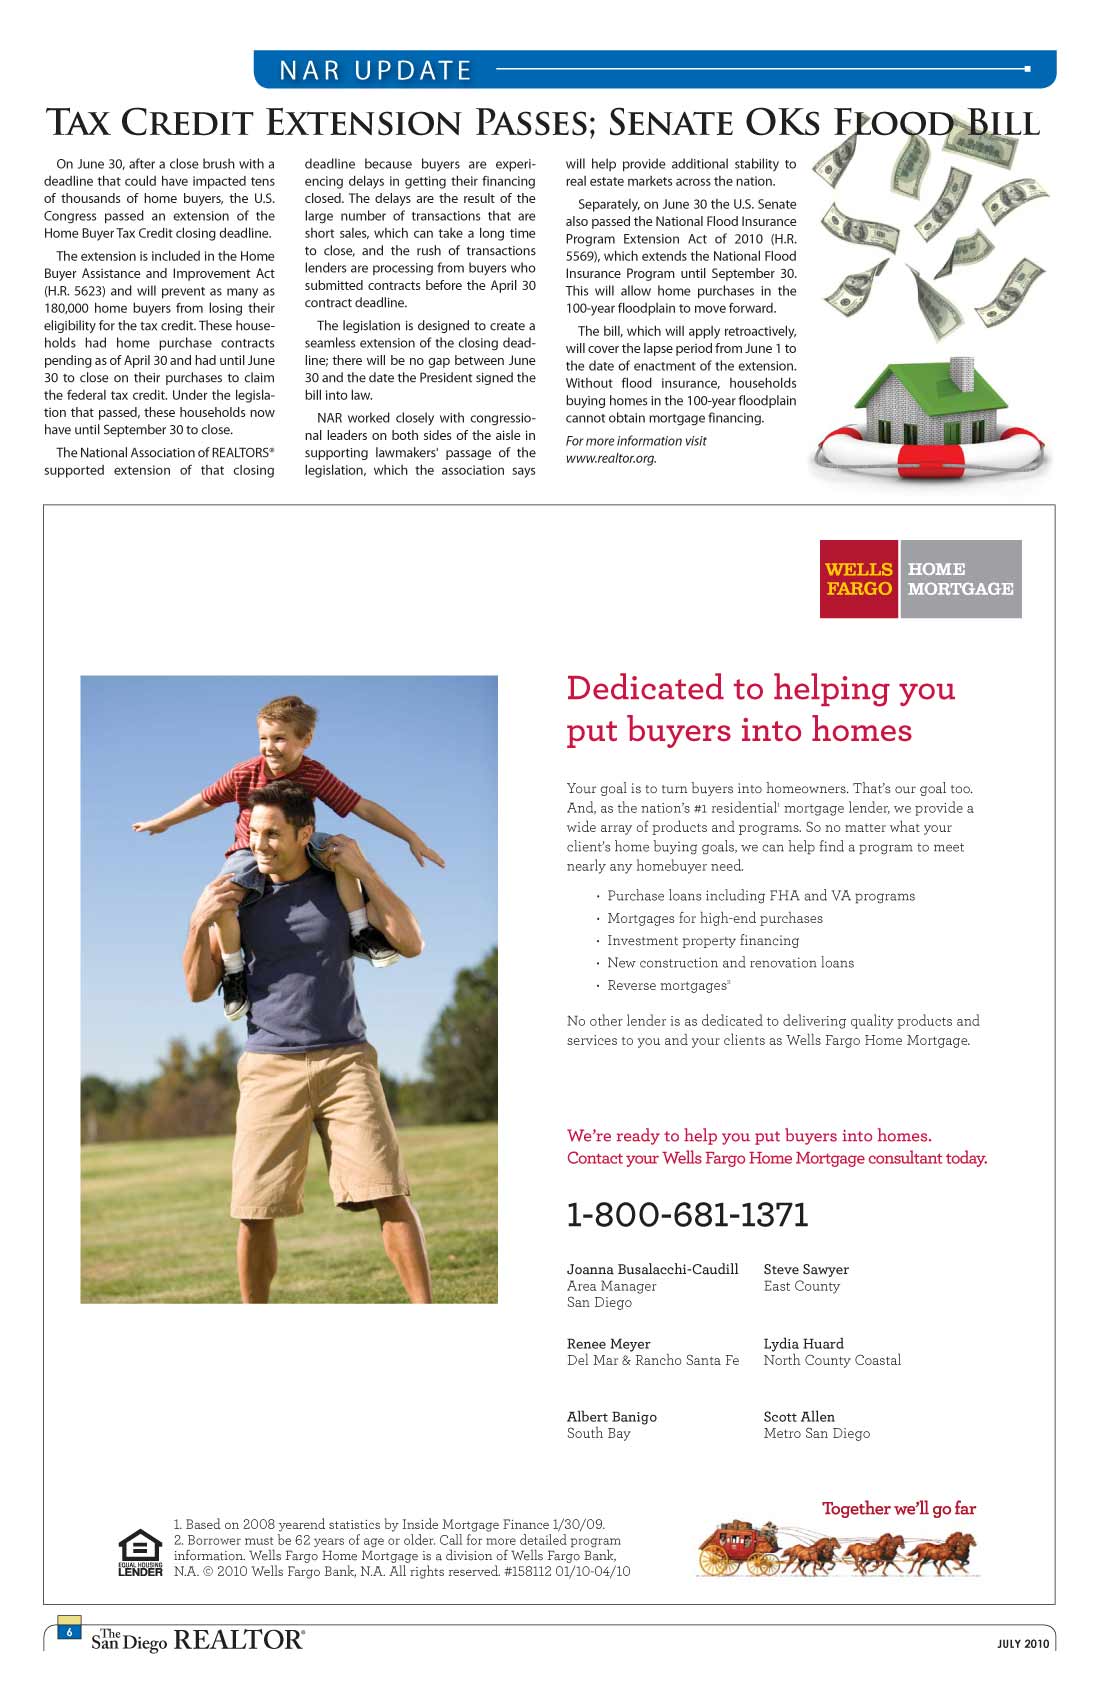 NAR UPDATE
Tax Credit Extension Passes; Senate OKs Flood Bill
On June 30, after a close brush with a
deadline that could have impacted tens
of thousands of home buyers, the U.S.
Congress passed an extension of the
Home Buyer Tax Credit closing deadline.
The extension is included in the Home
Buyer Assistance and Improvement Act
(H.R. 5623) and will prevent as many as
180,000 home buyers from losing their
eligibility for the tax credit. These house-
holds had home purchase contracts
pending as of April 30 and had until June
30 to close on their purchases to claim
the federal tax credit. Under the legisla-
tion that passed, these households now
have until September 30 to close.
The National Association of REALTORS®
supported extension of that closing
deadline because buyers are experi-
encing delays in getting their financing
closed. The delays are the result of the
large number of transactions that are
short sales, which can take a long time
to close, and the rush of transactions
lenders are processing from buyers who
submitted contracts before the April 30
contract deadline.
The legislation is designed to create a
seamless extension of the closing dead-
line; there will be no gap between June
30 and the date the President signed the
bill into law.
NAR worked closely with congressio-
nal leaders on both sides of the aisle in
supporting lawmakers' passage of the
legislation, which the association says
will help provide additional stability to
real estate markets across the nation.
Separately, on June 30 the U.S. Senate
also passed the National Flood Insurance
Program Extension Act of 2010 (H.R.
5569), which extends the National Flood
Insurance Program until September 30.
This will allow home purchases in the
100-year floodplain to move forward.
The bill, which will apply retroactively,
will cover the lapse period from June 1 to
the date of enactment of the extension.
Without flood insurance, households
buying homes in the 100-year floodplain
cannot obtain mortgage financing.
For more information visit
www.realtor.org.
WELLS
FARGO
HOME
MORTGAGE
Dedicated to helping you
put buyers into homes
Your goal is to turn buyers into homeowners. That's our goal too.
And, as the nation's #1 residential¹ mortgage lender, we provide a
wide array of products and programs. So no matter what your
client's home buying goals, we can help find a program to meet
nearly any homebuyer need.
· Purchase loans including FHA and VA programs
· Mortgages for high-end purchases
· Investment property financing
· New construction and renovation loans
· Reverse mortgages²
No other lender is as dedicated to delivering quality products and
services to you and your clients as Wells Fargo Home Mortgage.
We're ready to help you put buyers into homes.
Contact your Wells Fargo Home Mortgage consultant today.
1-800-681-1371
Joanna Busalacchi-Caudill
Area Manager
San Diego
Steve Sawyer
East County
Renee Meyer
Del Mar & Rancho Santa Fe
Lydia Huard
North County Coastal
Albert Banigo
South Bay
Scott Allen
Metro San Diego
Together we'll go far
EQUAL HOUSING
LENDER
1. Based on 2008 yearend statistics by Inside Mortgage Finance 1/30/09.
2. Borrower must be 62 years of age or older. Call for more detailed program
information. Wells Fargo Home Mortgage is a division of Wells Fargo Bank,
N.A. © 2010 Wells Fargo Bank, N.A. All rights reserved. #158112 01/10-04/10
6
The San Diego REALTOR®
JULY 2010